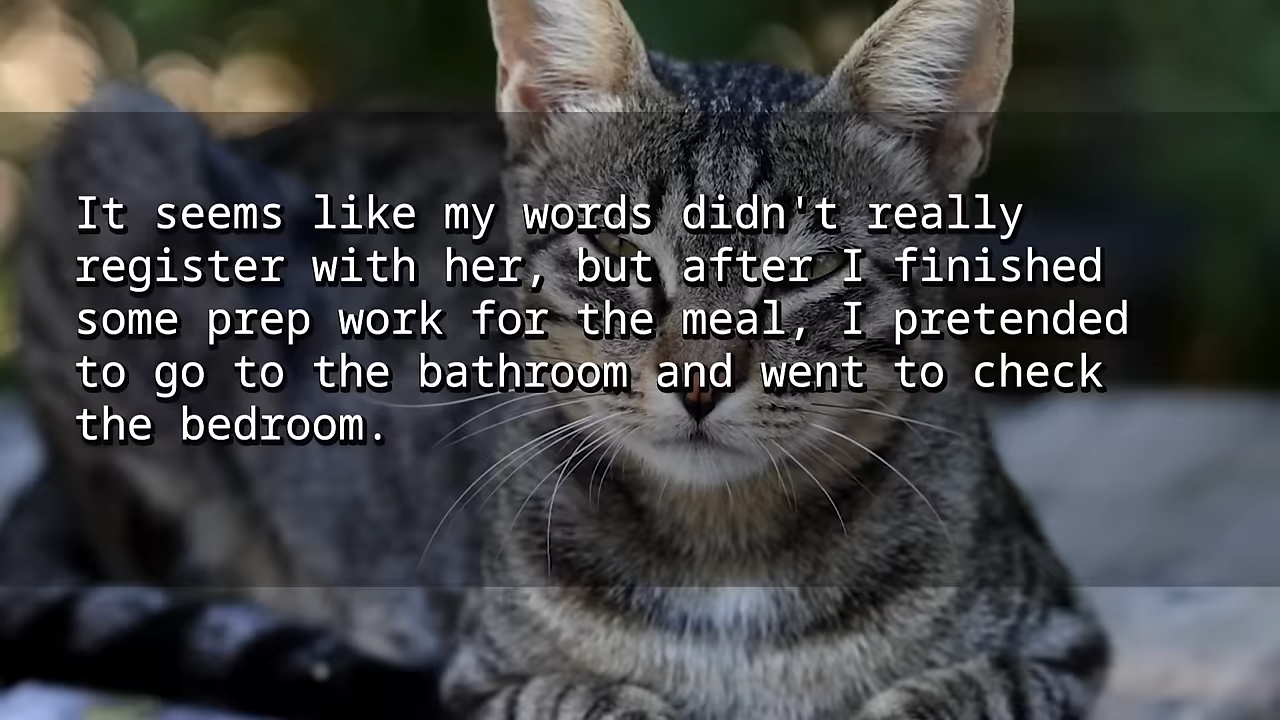 It seems like my words didn't really
register with her, but after I finished
some prep work for the meal, I pretended
to go to the bathroom and went to check
the bedroom.